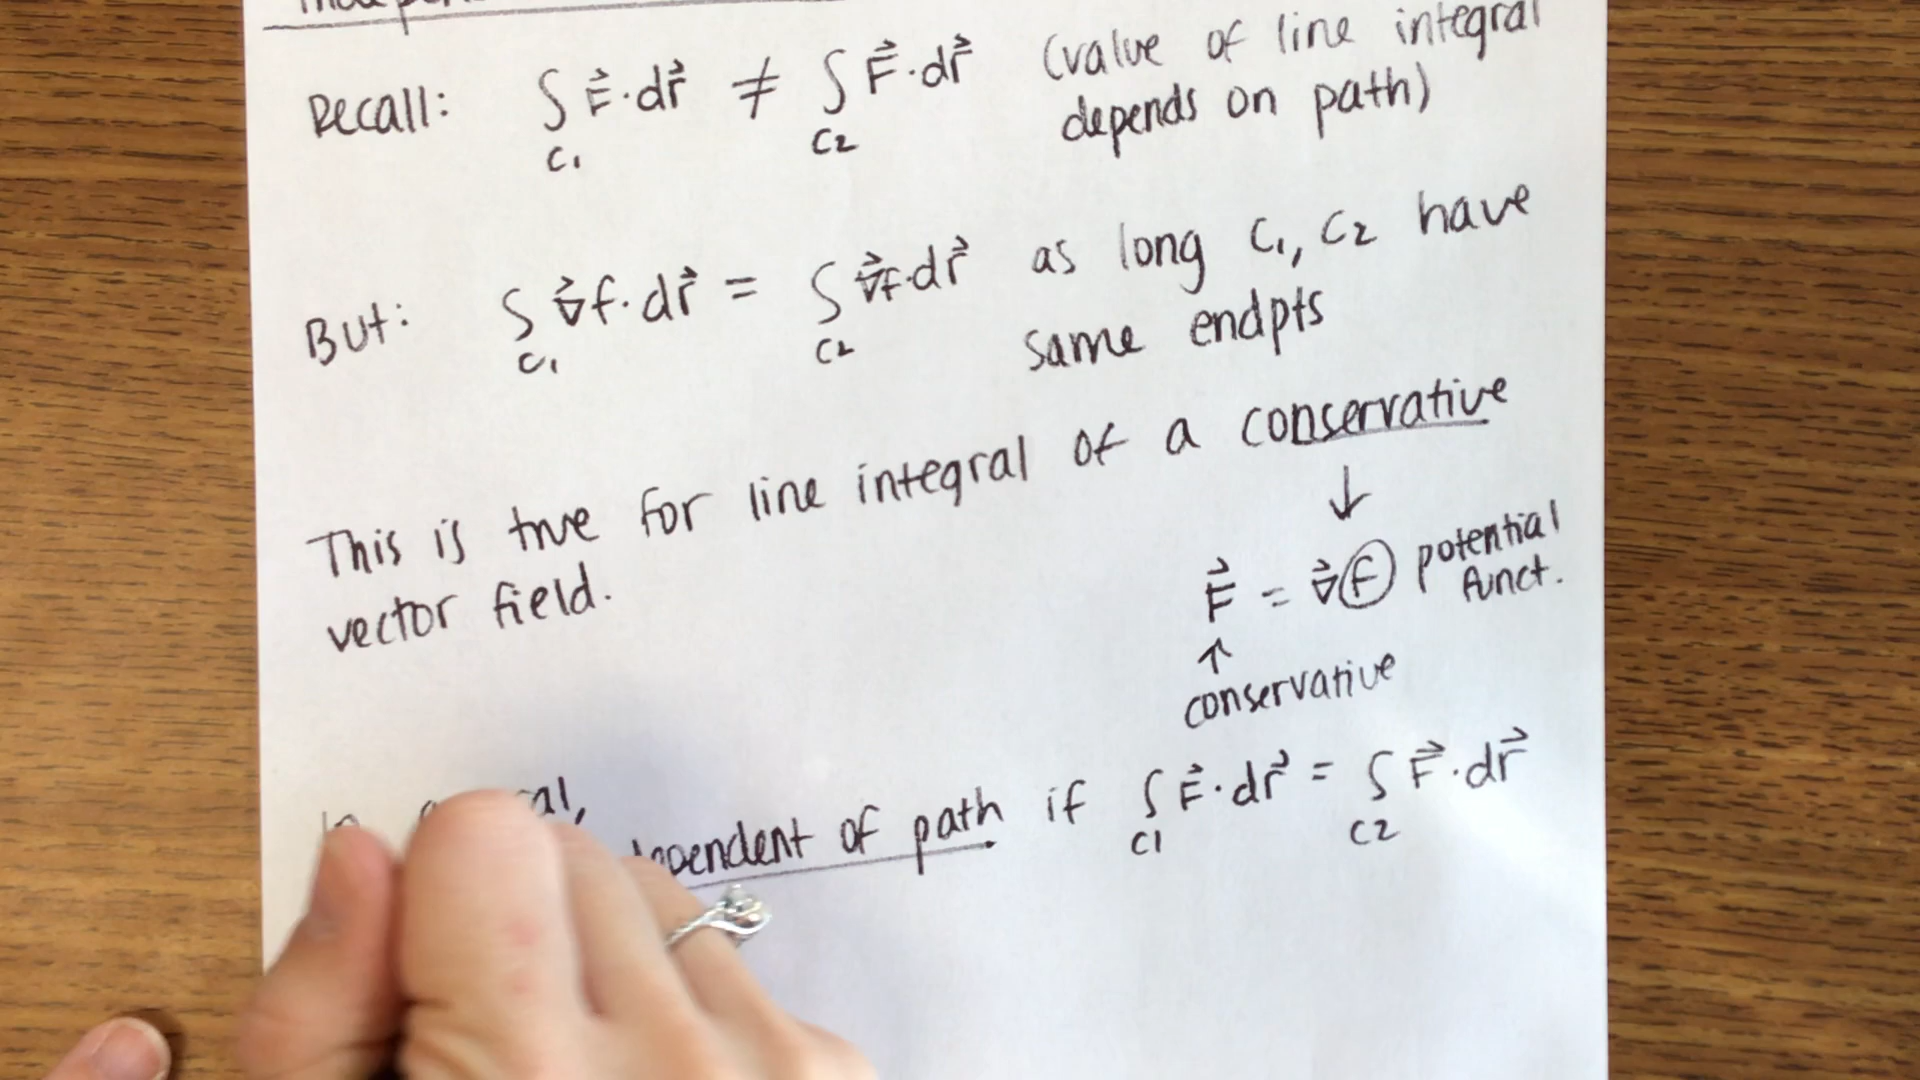 Recall: ∫ F⃗·dr⃗ ≠ ∫ F⃗·dr⃗ (value of line integral
C₁ C₂ depends on path)
But: ∫ ∇⃗f·dr⃗ = ∫ ∇⃗f·dr⃗ as long C₁, C₂ have
C₁ C₂ same endpts
This is true for line integral of a conservative
vector field.
↓
F⃗ = ∇⃗f potential
funct.
↑
conservative
dependent of path if ∫ F⃗·dr⃗ = ∫ F⃗·dr⃗
C1 C2